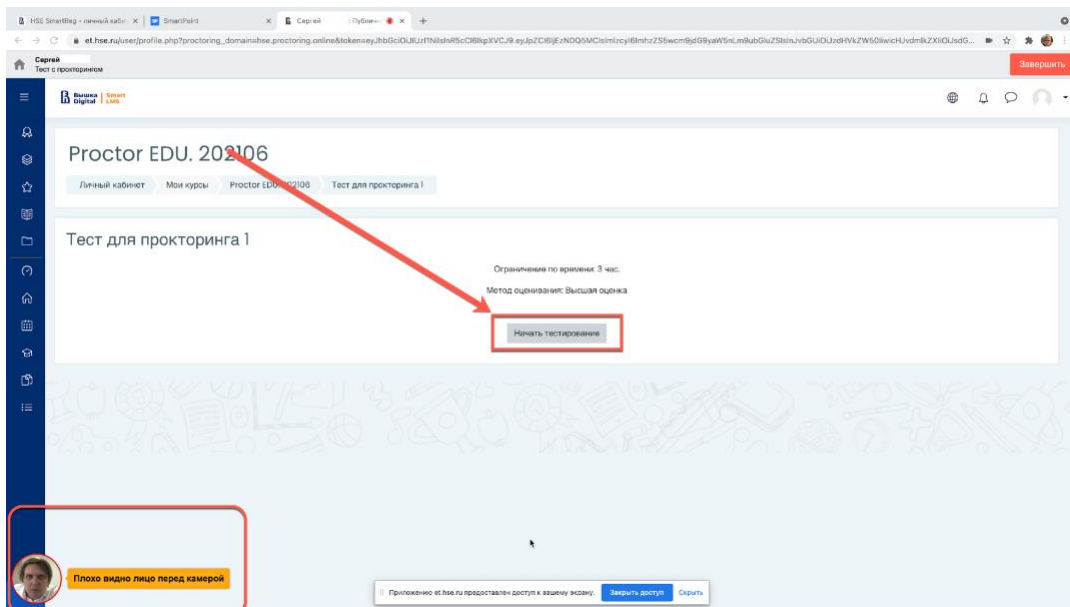 HSE SmartReg - личный каби
SmartPoint
Сергей
Публичн
Сергей
Тест с прокторингом
Завершить
Вышка Digital
Smart LMS
Proctor EDU. 202106
Личный кабинет
Мои курсы
Proctor EDU. 202106
Тест для прокторинга 1
Тест для прокторинга 1
Ограничение по времени: 3 час.
Метод оценивания: Высшая оценка
Начать тестирование
Плохо видно лицо перед камерой
Приложению et.hse.ru предоставлен доступ к вашему экрану.
Закрыть доступ
Скрыть